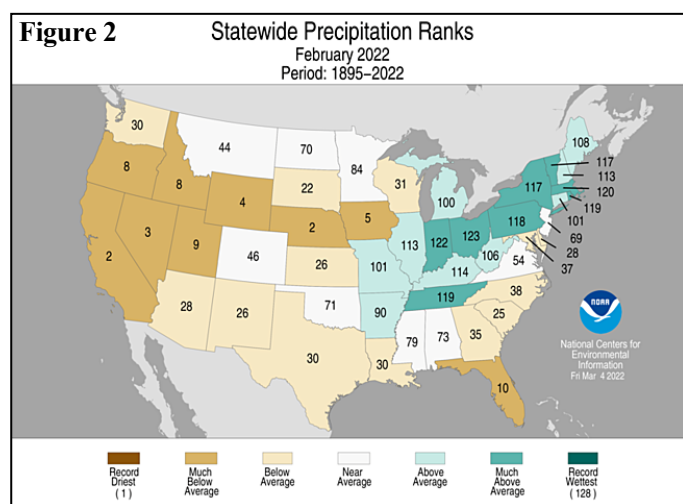 Figure 2
Statewide Precipitation Ranks
February 2022
Period: 1895–2022
30
44
70
84
31
100
108
117
113
120
119
101
69
28
37
8
8
4
22
2
5
113
122
123
118
117
106
54
2
3
9
46
26
101
114
119
38
25
28
26
71
90
79
73
35
30
30
10
NOAA
National Centers for
Environmental
Information
Fri Mar 4 2022
Record
Driest
(1)
Much
Below
Average
Below
Average
Near
Average
Above
Average
Much
Above
Average
Record
Wettest
(128)